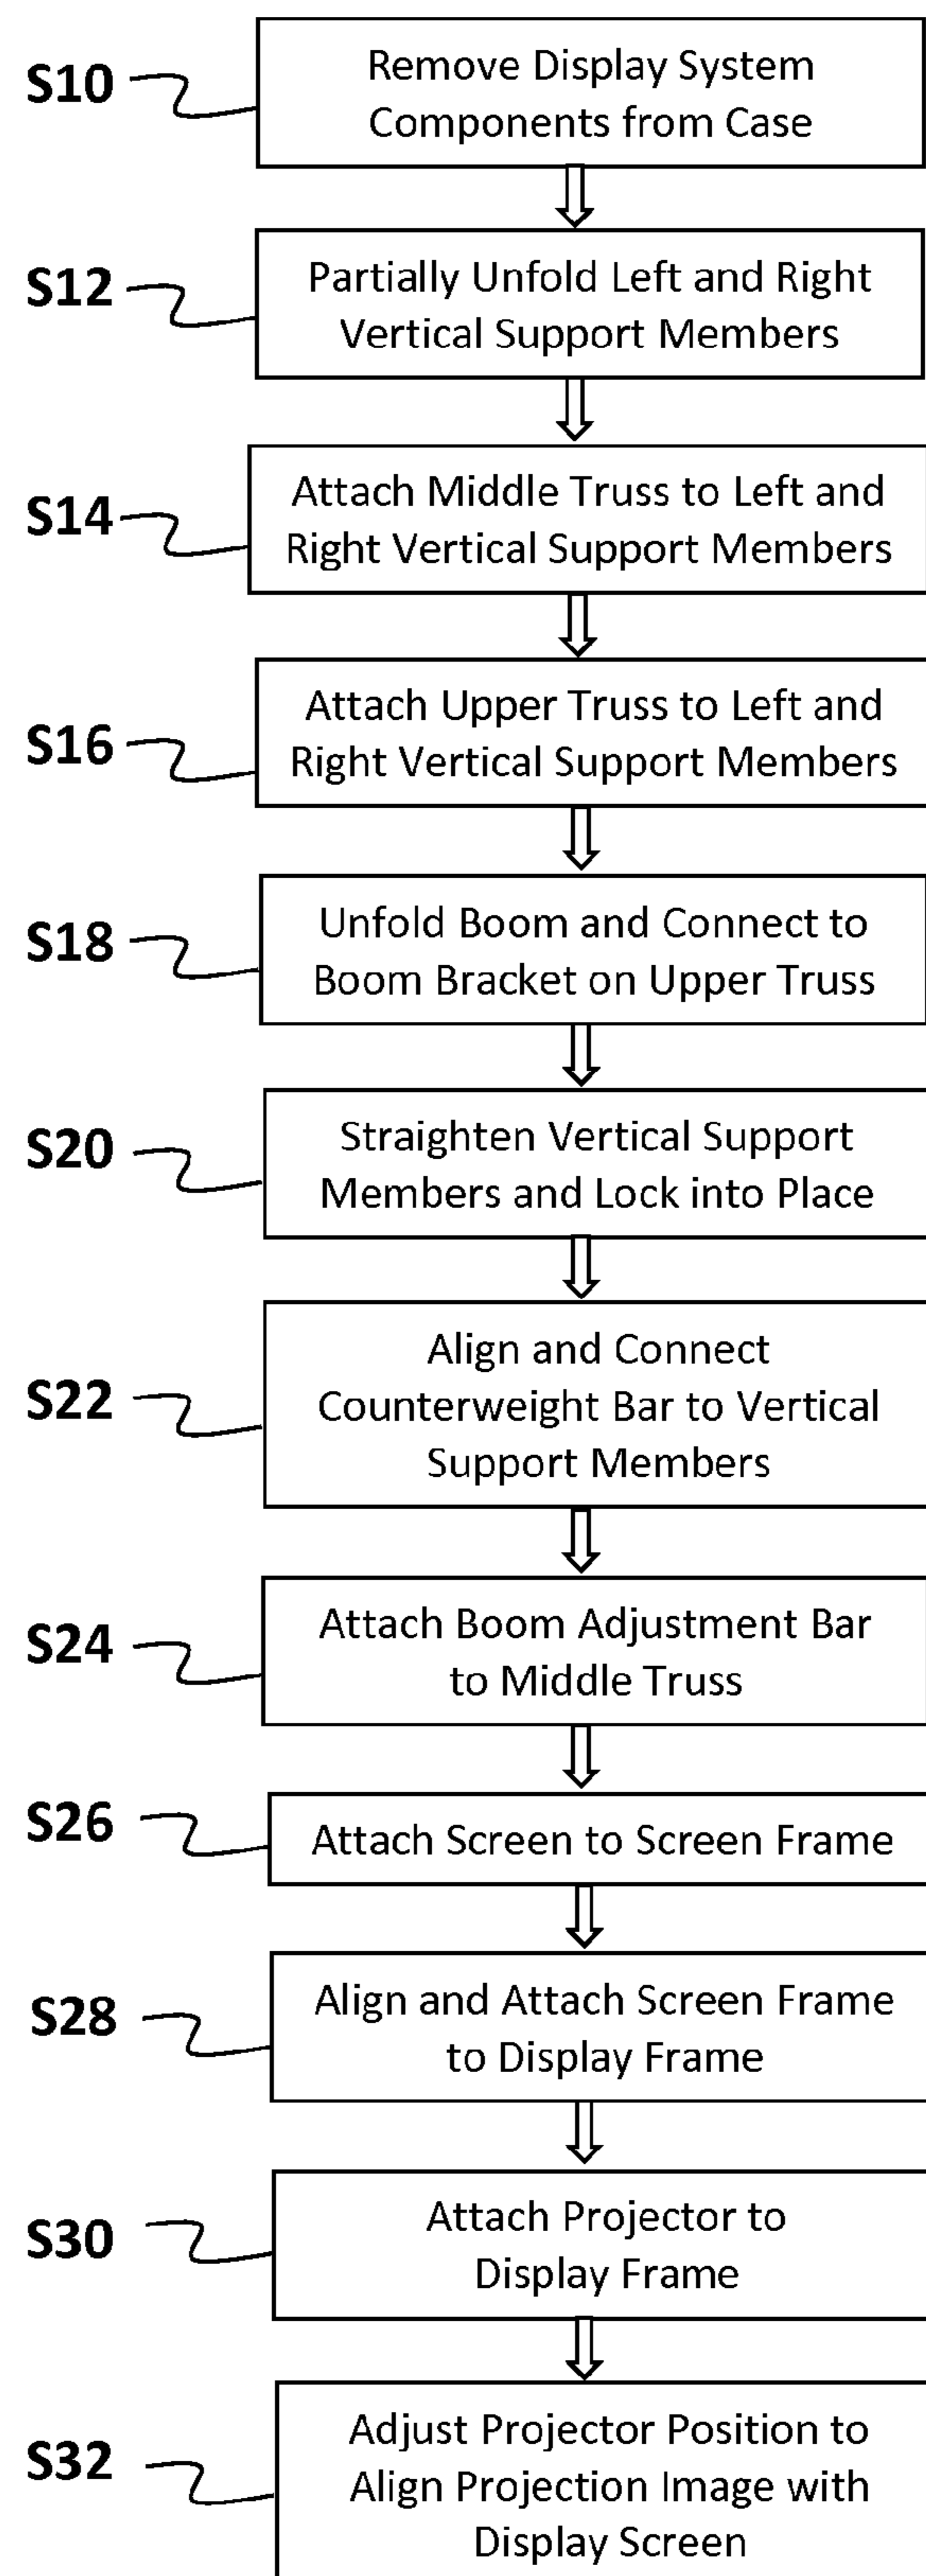 S10
Remove Display System
Components from Case
S12
Partially Unfold Left and Right
Vertical Support Members
S14
Attach Middle Truss to Left and
Right Vertical Support Members
S16
Attach Upper Truss to Left and
Right Vertical Support Members
S18
Unfold Boom and Connect to
Boom Bracket on Upper Truss
S20
Straighten Vertical Support
Members and Lock into Place
S22
Align and Connect
Counterweight Bar to Vertical
Support Members
S24
Attach Boom Adjustment Bar
to Middle Truss
S26
Attach Screen to Screen Frame
S28
Align and Attach Screen Frame
to Display Frame
S30
Attach Projector to
Display Frame
S32
Adjust Projector Position to
Align Projection Image with
Display Screen